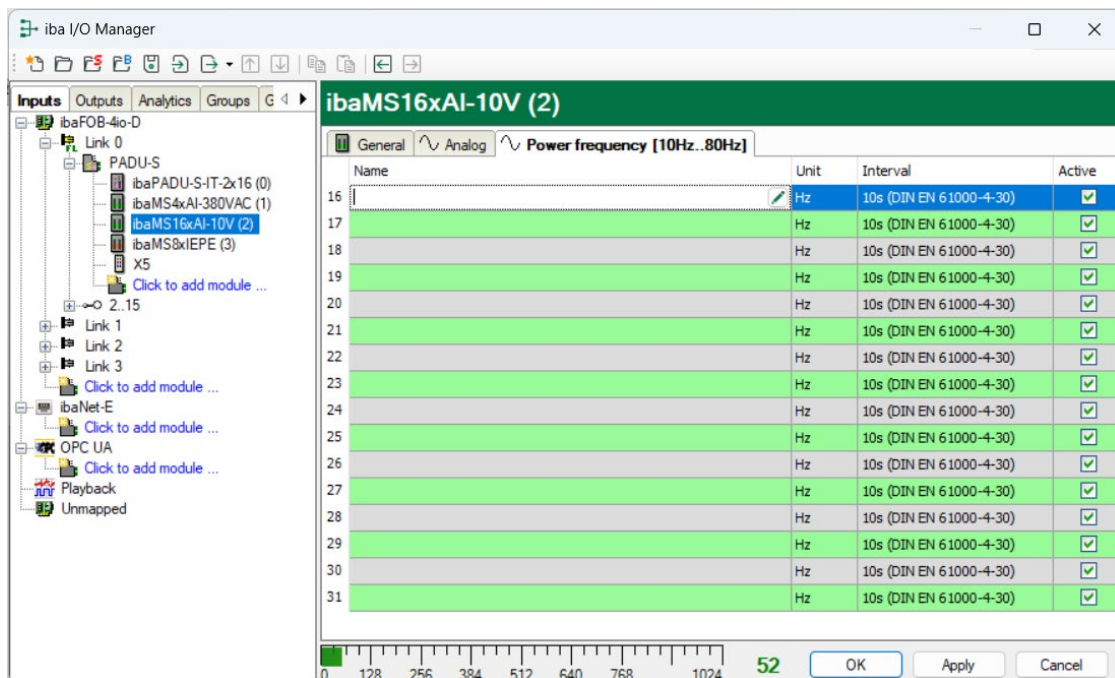 iba I/O Manager
Inputs Outputs Analytics Groups G
ibaFOB-4io-D
Link 0
PADU-S
ibaPADU-S-IT-2x16 (0)
ibaMS4xAI-380VAC (1)
ibaMS16xAI-10V (2)
ibaMS8xIEPE (3)
X5
Click to add module ...
2..15
Link 1
Link 2
Link 3
Click to add module ...
ibaNet-E
Click to add module ...
OPC UA
Click to add module ...
Playback
Unmapped
ibaMS16xAI-10V (2)
General Analog Power frequency [10Hz..80Hz]
Name Unit Interval Active
16 Hz 10s (DIN EN 61000-4-30)
17 Hz 10s (DIN EN 61000-4-30)
18 Hz 10s (DIN EN 61000-4-30)
19 Hz 10s (DIN EN 61000-4-30)
20 Hz 10s (DIN EN 61000-4-30)
21 Hz 10s (DIN EN 61000-4-30)
22 Hz 10s (DIN EN 61000-4-30)
23 Hz 10s (DIN EN 61000-4-30)
24 Hz 10s (DIN EN 61000-4-30)
25 Hz 10s (DIN EN 61000-4-30)
26 Hz 10s (DIN EN 61000-4-30)
27 Hz 10s (DIN EN 61000-4-30)
28 Hz 10s (DIN EN 61000-4-30)
29 Hz 10s (DIN EN 61000-4-30)
30 Hz 10s (DIN EN 61000-4-30)
31 Hz 10s (DIN EN 61000-4-30)
0 128 256 384 512 640 768 1024 52 OK Apply Cancel